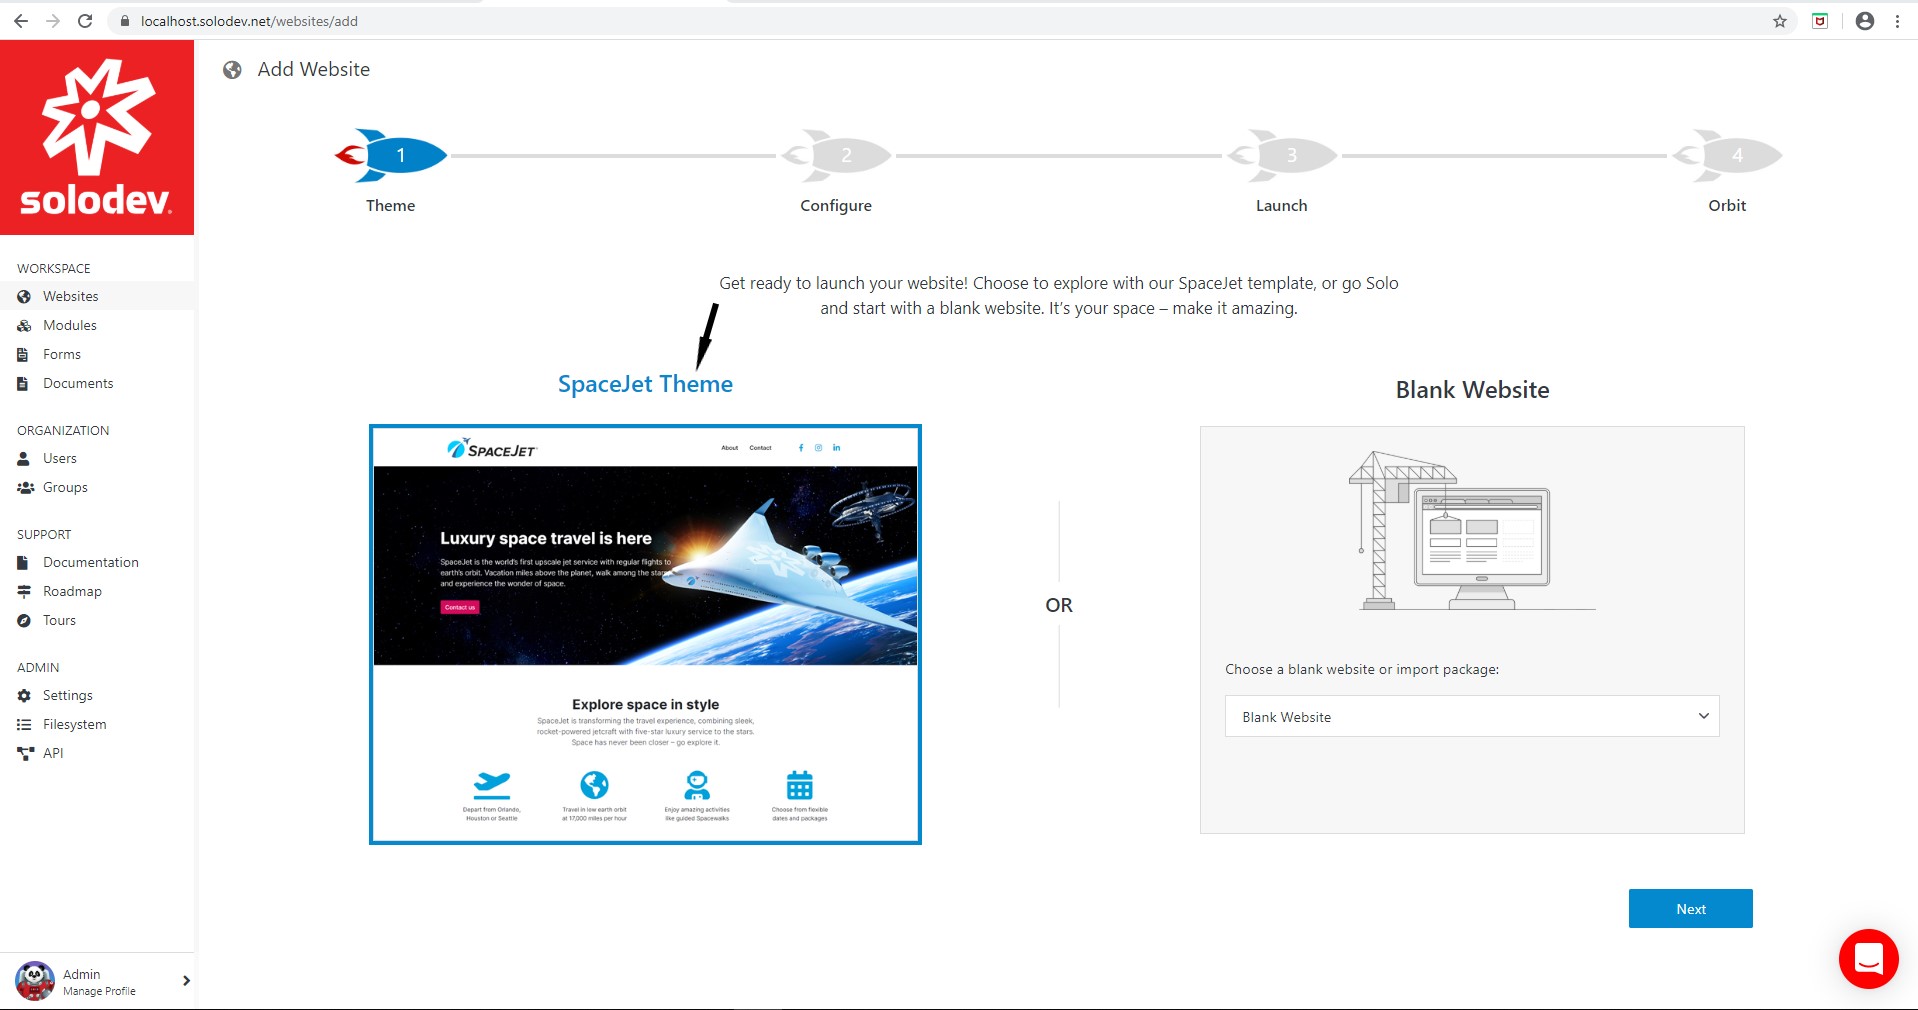 localhost.solodev.net/websites/add
solodev
Add Website
1
2
3
4
Theme
Configure
Launch
Orbit
WORKSPACE
Websites
Modules
Forms
Documents
ORGANIZATION
Users
Groups
SUPPORT
Documentation
Roadmap
Tours
ADMIN
Settings
Filesystem
API
Admin
Manage Profile
Get ready to launch your website! Choose to explore with our SpaceJet template, or go Solo
and start with a blank website. It’s your space – make it amazing.
SpaceJet Theme
SPACEJET
About
Contact
Luxury space travel is here
SpaceJet is the world's first upscale jet service with regular flights to
earth's orbit. Vacation miles above the planet, walk among the stars
and experience the wonder of space.
Contact us
Explore space in style
SpaceJet is transforming the travel experience, combining sleek,
rocket-powered jetcraft with five-star luxury service to the stars.
Space has never been closer – go explore it.
Depart from Orlando,
Houston or Seattle
Travel in low earth orbit
at 17,000 miles per hour
Enjoy amazing activities
like guided Spacewalks
Choose from flexible
dates and packages
OR
Blank Website
Choose a blank website or import package:
Blank Website
Next